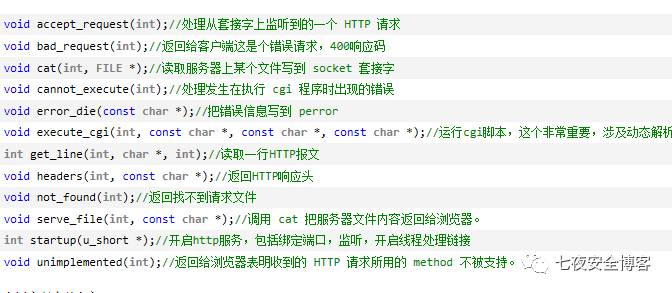 void accept_request(int);//处理从套接字上监听到的一个 HTTP 请求
void bad_request(int);//返回给客户端这是个错误请求，400响应码
void cat(int, FILE *);//读取服务器上某个文件写到 socket 套接字
void cannot_execute(int);//处理发生在执行 cgi 程序时出现的错误
void error_die(const char *);//把错误信息写到 perror
void execute_cgi(int, const char *, const char *, const char *);//运行cgi脚本，这个非常重要，涉及动态解析
int get_line(int, char *, int);//读取一行HTTP报文
void headers(int, const char *);//返回HTTP响应头
void not_found(int);//返回找不到请求文件
void serve_file(int, const char *);//调用 cat 把服务器文件内容返回给浏览器。
int startup(u_short *);//开启http服务，包括绑定端口，监听，开启线程处理链接
void unimplemented(int);//返回给浏览器表明收到的 HTTP 请求所用的 method 不被支持。
七夜安全博客